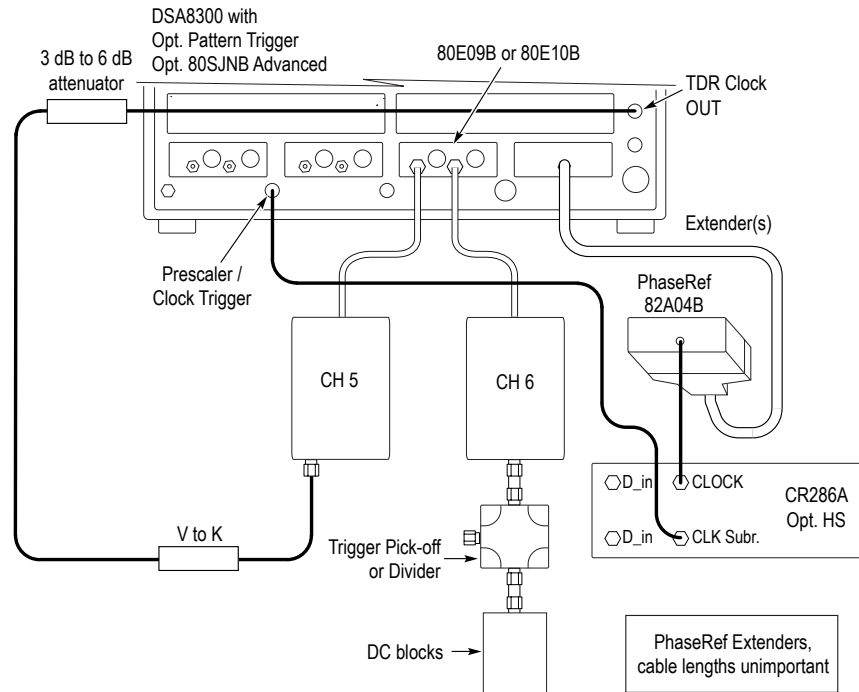 DSA8300 with
Opt. Pattern Trigger
Opt. 80SJNB Advanced
3 dB to 6 dB
attenuator
80E09B or 80E10B
TDR Clock
OUT
Prescaler /
Clock Trigger
Extender(s)
PhaseRef
82A04B
CH 5
CH 6
D_in
CLOCK
CR286A
Opt. HS
D_in
CLK Subr.
V to K
Trigger Pick-off
or Divider
DC blocks
PhaseRef Extenders,
cable lengths unimportant